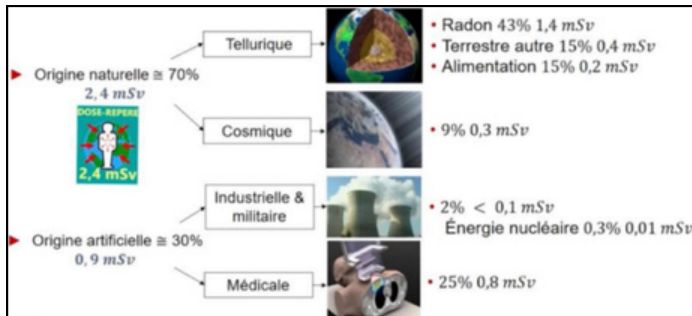 Tellurique
• Radon 43% 1,4 mSv
• Terrestre autre 15% 0,4 mSv
• Alimentation 15% 0,2 mSv
Origine naturelle ≅ 70%
2,4 mSv
DOSE-REPERE
2,4 mSv
Cosmique
• 9% 0,3 mSv
Industrielle &
militaire
• 2% < 0,1 mSv
Énergie nucléaire 0,3% 0,01 mSv
Origine artificielle ≅ 30%
0,9 mSv
Médicale
• 25% 0,8 mSv